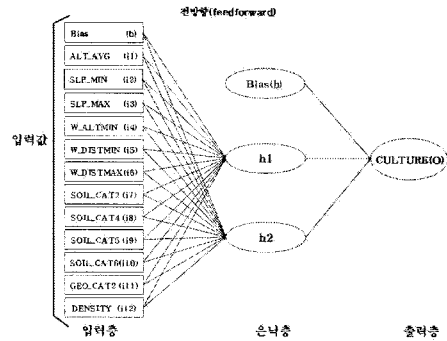 전방향(feedforward)
입력값
Bias (b)
ALT_AVG (i1)
SLP_MIN (i2)
SLP_MAX (i3)
W_ALTMIN (i4)
W_DISTMIN (i5)
W_DISTMAX(i6)
SOIL_CAT2 (i7)
SOIL_CAT4 (i8)
SOIL_CAT5 (i9)
SOIL_CAT6(i10)
GEO_CAT2 (i11)
DENSITY (i12)
Bias(b)
h1
h2
CULTURE(O)
입력층
은닉층
출력층